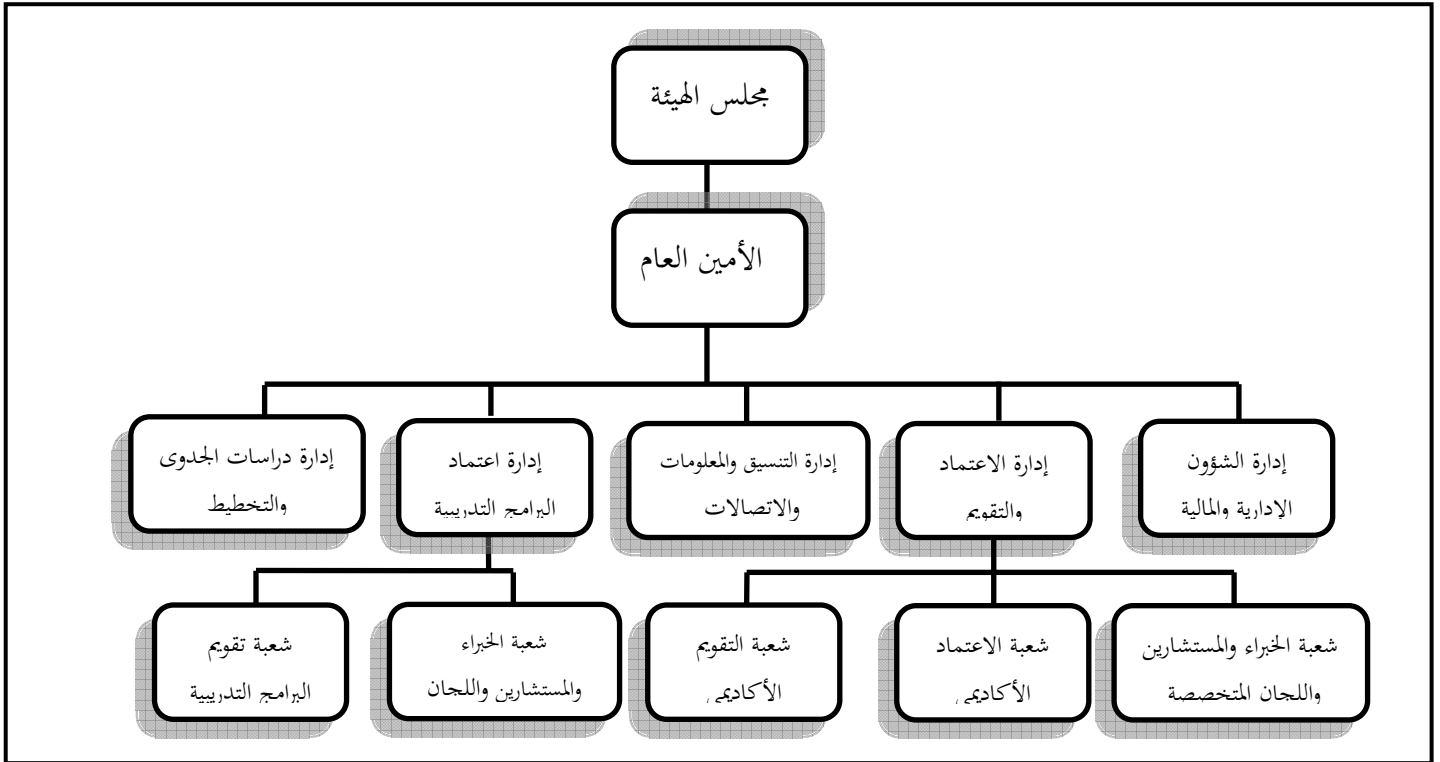 مجلس الهيئة
الأمين العام
إدارة الشؤون
الإدارية والمالية
إدارة الاعتماد
والتقويم
إدارة التنسيق والمعلومات
والاتصالات
إدارة اعتماد
البرامج التدريبية
إدارة دراسات الجدوى
والتخطيط
شعبة الخبراء والمستشارين
واللجان المتخصصة
شعبة الاعتماد
الأكاديمي
شعبة التقويم
الأكاديمي
شعبة الخبراء
والمستشارين واللجان
شعبة تقويم
البرامج التدريبية